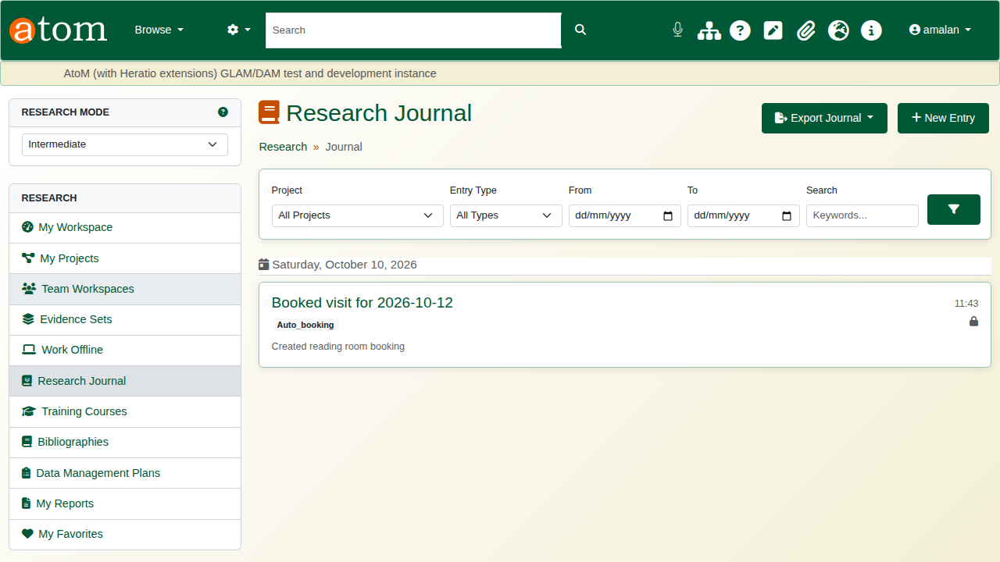 atom
Browse
Search
amalan
AtoM (with Heratio extensions) GLAM/DAM test and development instance
RESEARCH MODE
Intermediate
RESEARCH
My Workspace
My Projects
Team Workspaces
Evidence Sets
Work Offline
Research Journal
Training Courses
Bibliographies
Data Management Plans
My Reports
My Favorites
Research Journal
Export Journal
New Entry
Research » Journal
Project
Entry Type
From
To
Search
All Projects
All Types
dd/mm/yyyy
dd/mm/yyyy
Keywords...
Saturday, October 10, 2026
Booked visit for 2026-10-12
11:43
Auto_booking
Created reading room booking